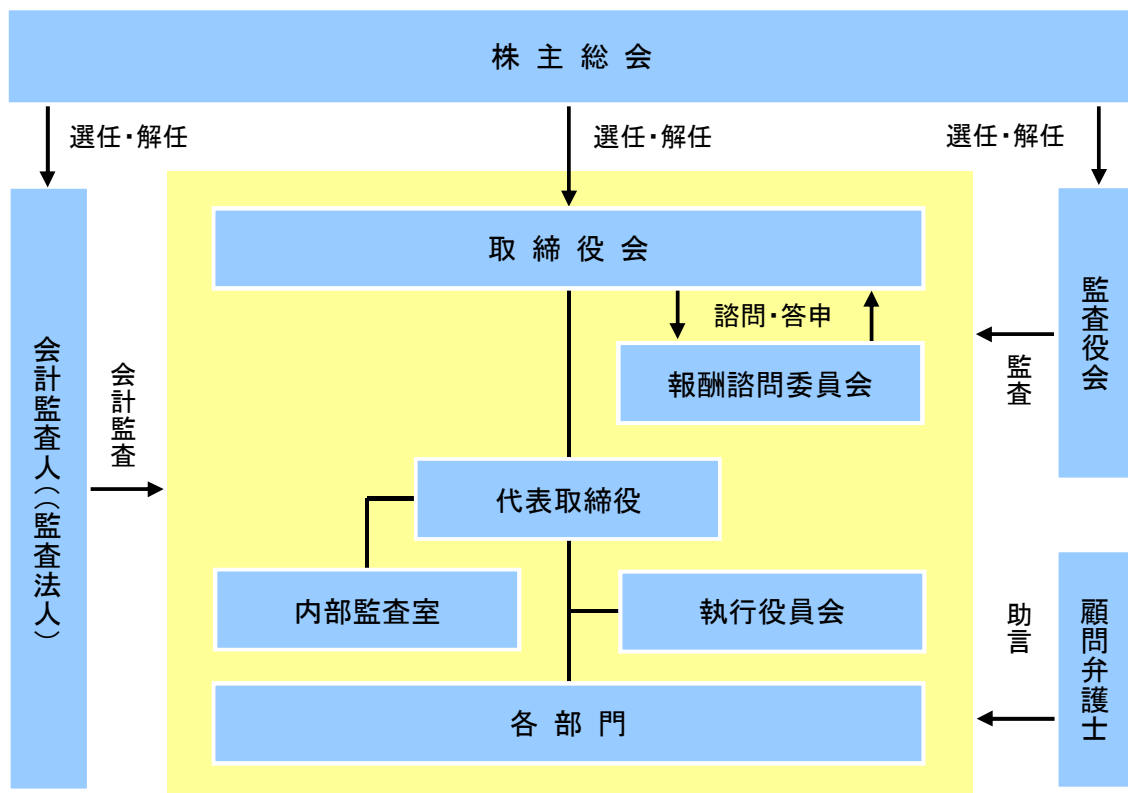 株主総会
選任・解任
選任・解任
選任・解任
取締役会
諮問・答申
報酬諮問委員会
監査役会
監査
会計監査人（（監査法人）
会計監査
代表取締役
内部監査室
執行役員会
助言
顧問弁護士
各部門